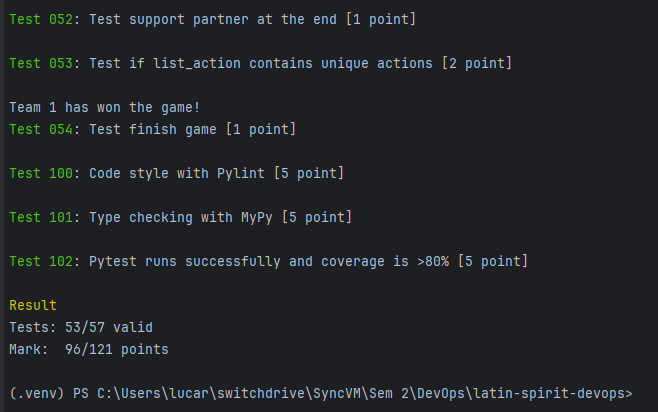 Test 052: Test support partner at the end [1 point]
Test 053: Test if list_action contains unique actions [2 point]
Team 1 has won the game!
Test 054: Test finish game [1 point]
Test 100: Code style with Pylint [5 point]
Test 101: Type checking with MyPy [5 point]
Test 102: Pytest runs successfully and coverage is >80% [5 point]
Result
Tests: 53/57 valid
Mark:  96/121 points
(.venv) PS C:\Users\lucar\switchdrive\SyncVM\Sem 2\DevOps\latin-spirit-devops>